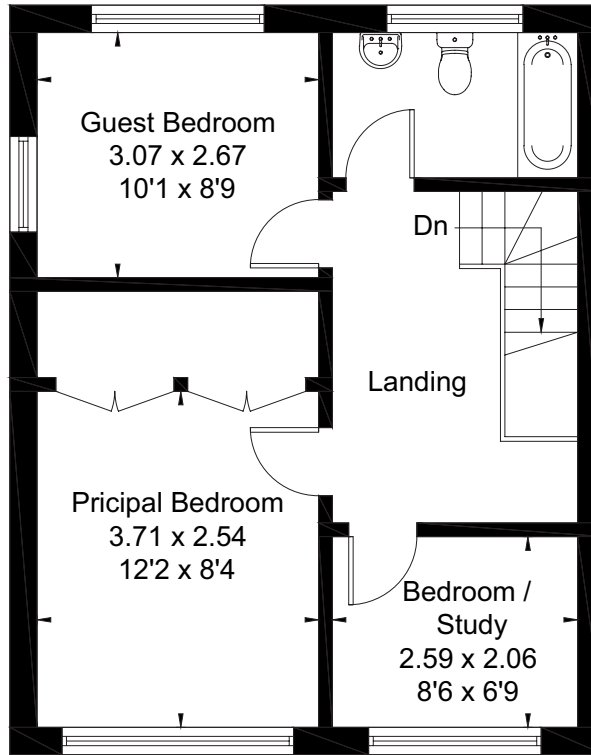 Guest Bedroom
3.07 x 2.67
10'1 x 8'9
Dn
Landing
Pricipal Bedroom
3.71 x 2.54
12'2 x 8'4
Bedroom /
Study
2.59 x 2.06
8'6 x 6'9